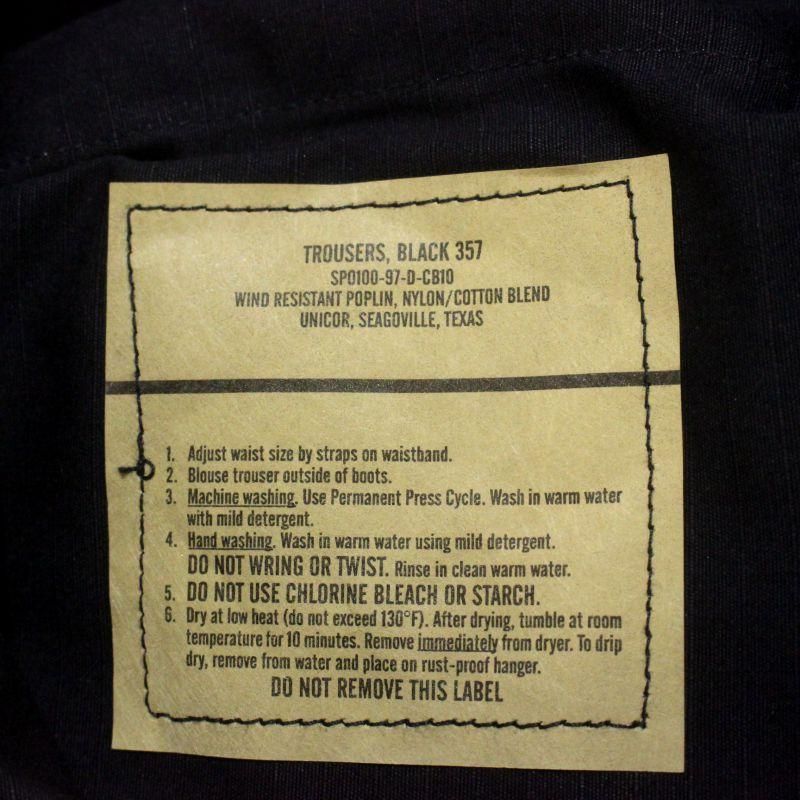 TROUSERS, BLACK 357
SPO100-97-D-CB10
WIND RESISTANT POPLIN, NYLON/COTTON BLEND
UNICOR, SEAGOVILLE, TEXAS
1. Adjust waist size by straps on waistband.
2. Blouse trouser outside of boots.
3. Machine washing. Use Permanent Press Cycle. Wash in warm water
with mild detergent.
4. Hand washing. Wash in warm water using mild detergent.
DO NOT WRING OR TWIST. Rinse in clean warm water.
5. DO NOT USE CHLORINE BLEACH OR STARCH.
6. Dry at low heat (do not exceed 130°F). After drying, tumble at room
temperature for 10 minutes. Remove immediately from dryer. To drip
dry, remove from water and place on rust-proof hanger.
DO NOT REMOVE THIS LABEL